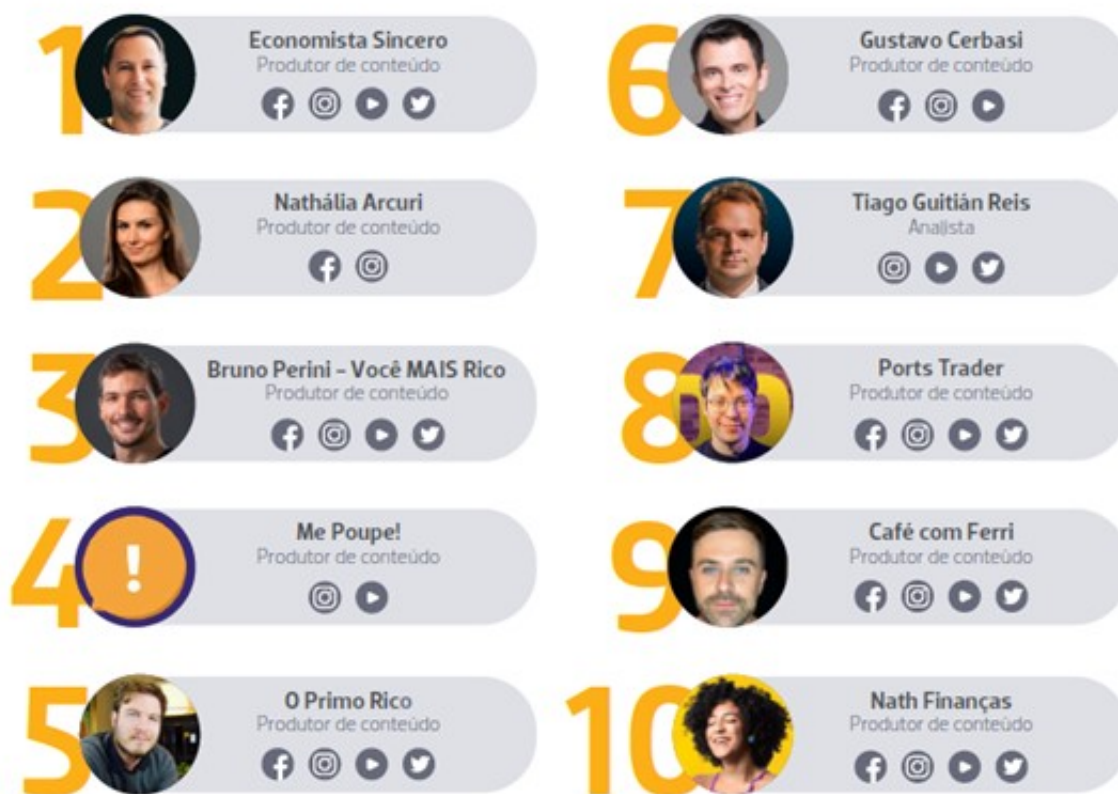 1
Economista Sincero
Produtor de conteúdo
2
Nathália Arcuri
Produtor de conteúdo
3
Bruno Perini – Você MAIS Rico
Produtor de conteúdo
4
!
Me Poupe!
Produtor de conteúdo
5
O Primo Rico
Produtor de conteúdo
6
Gustavo Cerbasi
Produtor de conteúdo
7
Tiago Guitián Reis
Analista
8
Ports Trader
Produtor de conteúdo
9
Café com Ferri
Produtor de conteúdo
10
Nath Finanças
Produtor de conteúdo